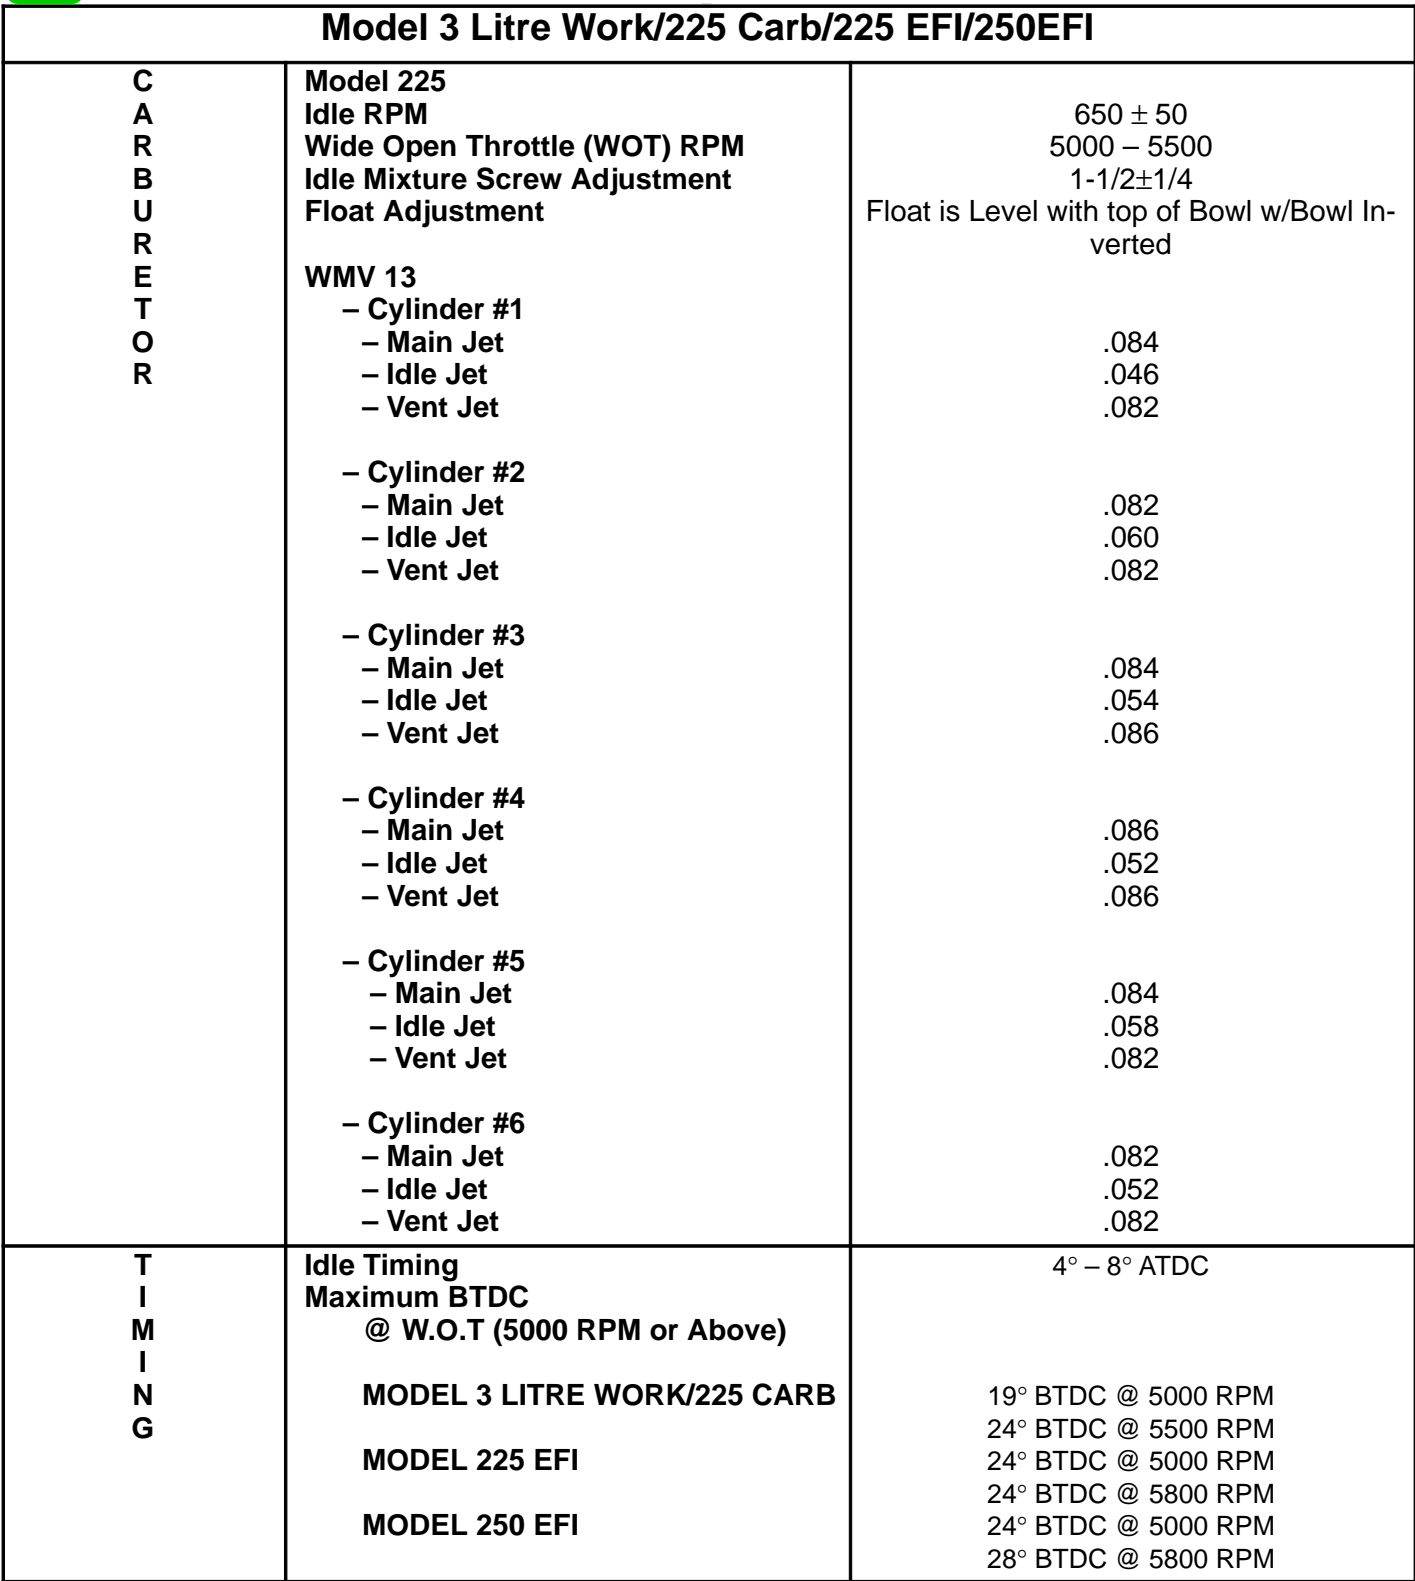 Model 3 Litre Work/225 Carb/225 EFI/250EFI
C
A
R
B
U
R
E
T
O
R
Model 225
Idle RPM 650 ± 50
Wide Open Throttle (WOT) RPM 5000 – 5500
Idle Mixture Screw Adjustment 1-1/2±1/4
Float Adjustment Float is Level with top of Bowl w/Bowl In-
verted
WMV 13
– Cylinder #1
– Main Jet .084
– Idle Jet .046
– Vent Jet .082
– Cylinder #2
– Main Jet .082
– Idle Jet .060
– Vent Jet .082
– Cylinder #3
– Main Jet .084
– Idle Jet .054
– Vent Jet .086
– Cylinder #4
– Main Jet .086
– Idle Jet .052
– Vent Jet .086
– Cylinder #5
– Main Jet .084
– Idle Jet .058
– Vent Jet .082
– Cylinder #6
– Main Jet .082
– Idle Jet .052
– Vent Jet .082
T
I
M
I
N
G
Idle Timing 4° – 8° ATDC
Maximum BTDC
@ W.O.T (5000 RPM or Above)
MODEL 3 LITRE WORK/225 CARB 19° BTDC @ 5000 RPM
24° BTDC @ 5500 RPM
MODEL 225 EFI 24° BTDC @ 5000 RPM
24° BTDC @ 5800 RPM
MODEL 250 EFI 24° BTDC @ 5000 RPM
28° BTDC @ 5800 RPM